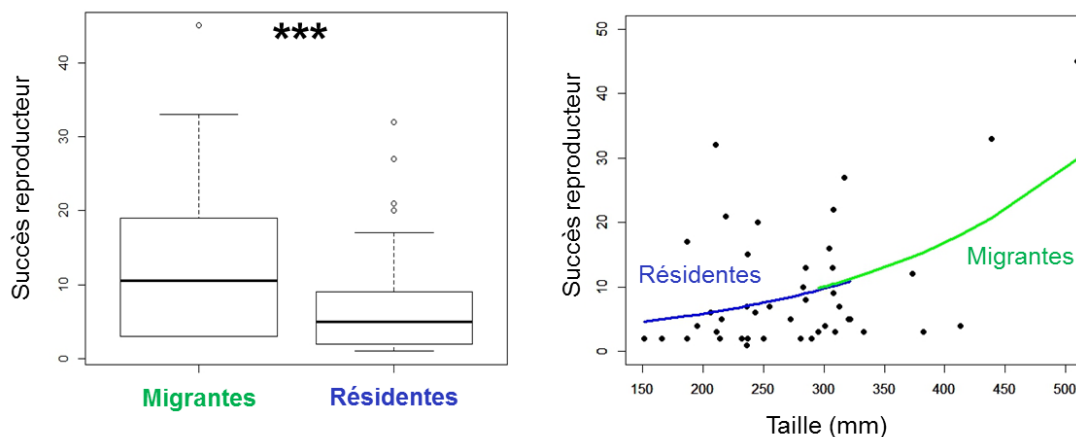 ***
Succès reproducteur
40
30
20
10
0
Migrantes
Résidentes
Succès reproducteur
50
40
30
20
10
0
Résidentes
Migrantes
150
200
250
300
350
400
450
500
Taille (mm)